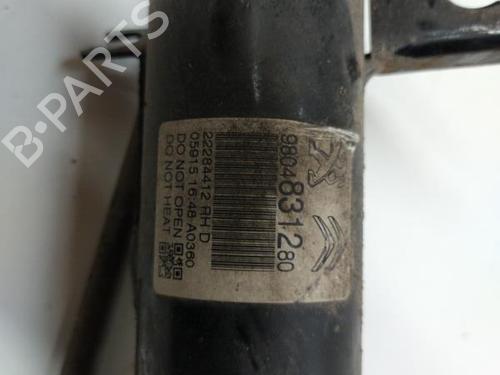 9804831280
22284412 RH D
05915 16:48 A0360
DO NOT OPEN
DO NOT HEAT
B-PARTS